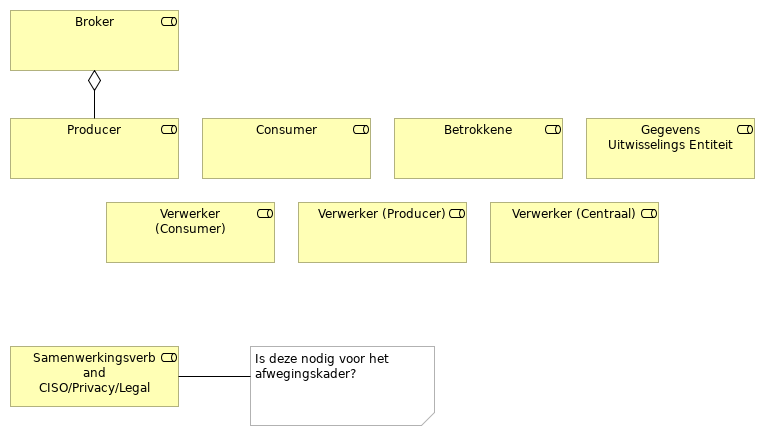 Broker
Producer
Consumer
Betrokkene
Gegevens
Uitwisselings Entiteit
Verwerker
(Consumer)
Verwerker (Producer)
Verwerker (Centraal)
Samenwerkingsverb
and
CISO/Privacy/Legal
Is deze nodig voor het
afwegingskader?